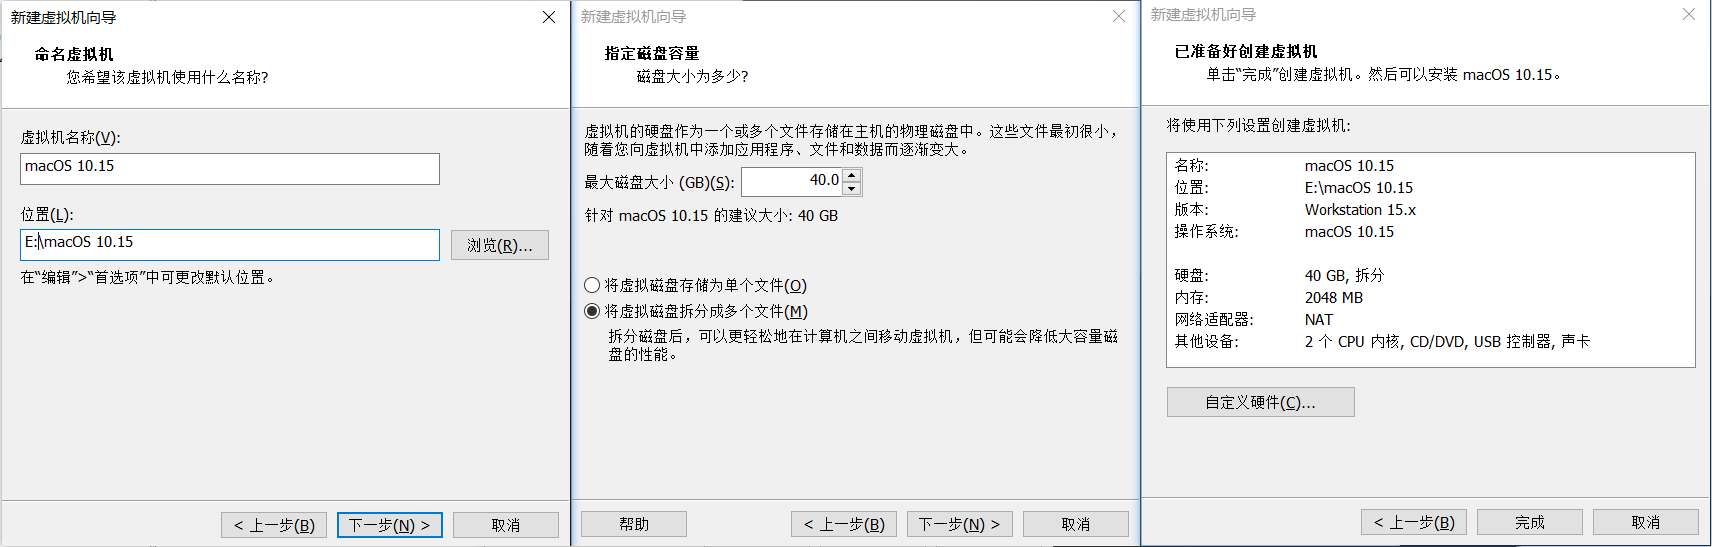 新建虚拟机向导
命名虚拟机
您希望该虚拟机使用什么名称?
虚拟机名称(V):
macOS 10.15
位置(L):
E:\macOS 10.15
浏览(R)...
在“编辑”>“首选项”中可更改默认位置。
< 上一步(B)
下一步(N) >
取消
新建虚拟机向导
指定磁盘容量
磁盘大小为多少?
虚拟机的硬盘作为一个或多个文件存储在主机的物理磁盘中。这些文件最初很小，
随着您向虚拟机中添加应用程序、文件和数据而逐渐变大。
最大磁盘大小 (GB)(S): 40.0
针对 macOS 10.15 的建议大小: 40 GB
将虚拟磁盘存储为单个文件(O)
将虚拟磁盘拆分成多个文件(M)
拆分磁盘后，可以更轻松地在计算机之间移动虚拟机，但可能会降低大容量磁
盘的性能。
帮助
< 上一步(B)
下一步(N) >
取消
新建虚拟机向导
已准备好创建虚拟机
单击“完成”创建虚拟机。然后可以安装 macOS 10.15。
将使用下列设置创建虚拟机:
名称: macOS 10.15
位置: E:\macOS 10.15
版本: Workstation 15.x
操作系统: macOS 10.15
硬盘: 40 GB, 拆分
内存: 2048 MB
网络适配器: NAT
其他设备: 2 个 CPU 内核, CD/DVD, USB 控制器, 声卡
自定义硬件(C)...
< 上一步(B)
完成
取消